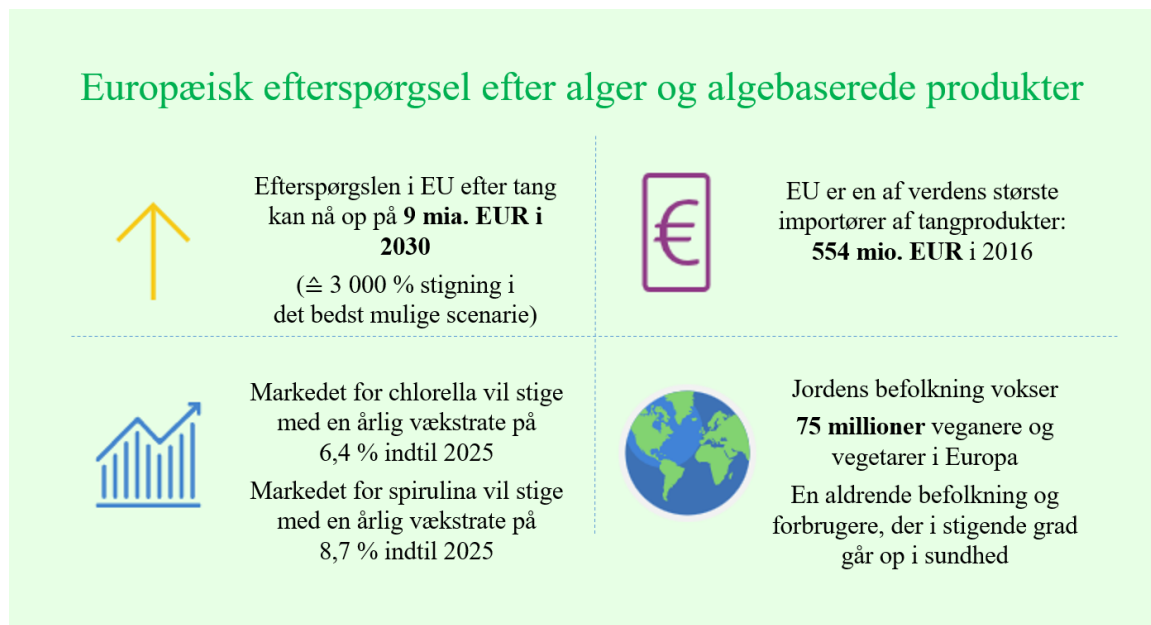 Europæisk efterspørgsel efter alger og algebaserede produkter
Efterspørgslen i EU efter tang
kan nå op på 9 mia. EUR i
2030
(≙ 3 000 % stigning i
det bedst mulige scenarie)
€
EU er en af verdens største
importører af tangprodukter:
554 mio. EUR i 2016
Markedet for chlorella vil stige
med en årlig vækstrate på
6,4 % indtil 2025
Markedet for spirulina vil stige
med en årlig vækstrate på
8,7 % indtil 2025
Jordens befolkning vokser
75 millioner veganere og
vegetarer i Europa
En aldrende befolkning og
forbrugere, der i stigende grad
går op i sundhed